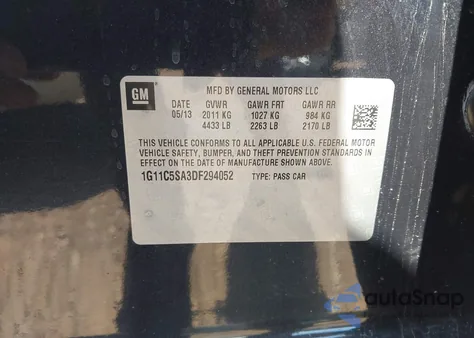 GM
MFD BY GENERAL MOTORS LLC
DATE GVWR GAWR FRT GAWR RR
05/13 2011 KG 1027 KG 984 KG
4433 LB 2263 LB 2170 LB
THIS VEHICLE CONFORMS TO ALL APPLICABLE U.S. FEDERAL MOTOR
VEHICLE SAFETY, BUMPER, AND THEFT PREVENTION STANDARDS IN
EFFECT ON THE DATE OF MANUFACTURE SHOWN ABOVE.
1G11C5SA3DF294052 TYPE: PASS CAR
autoSnap